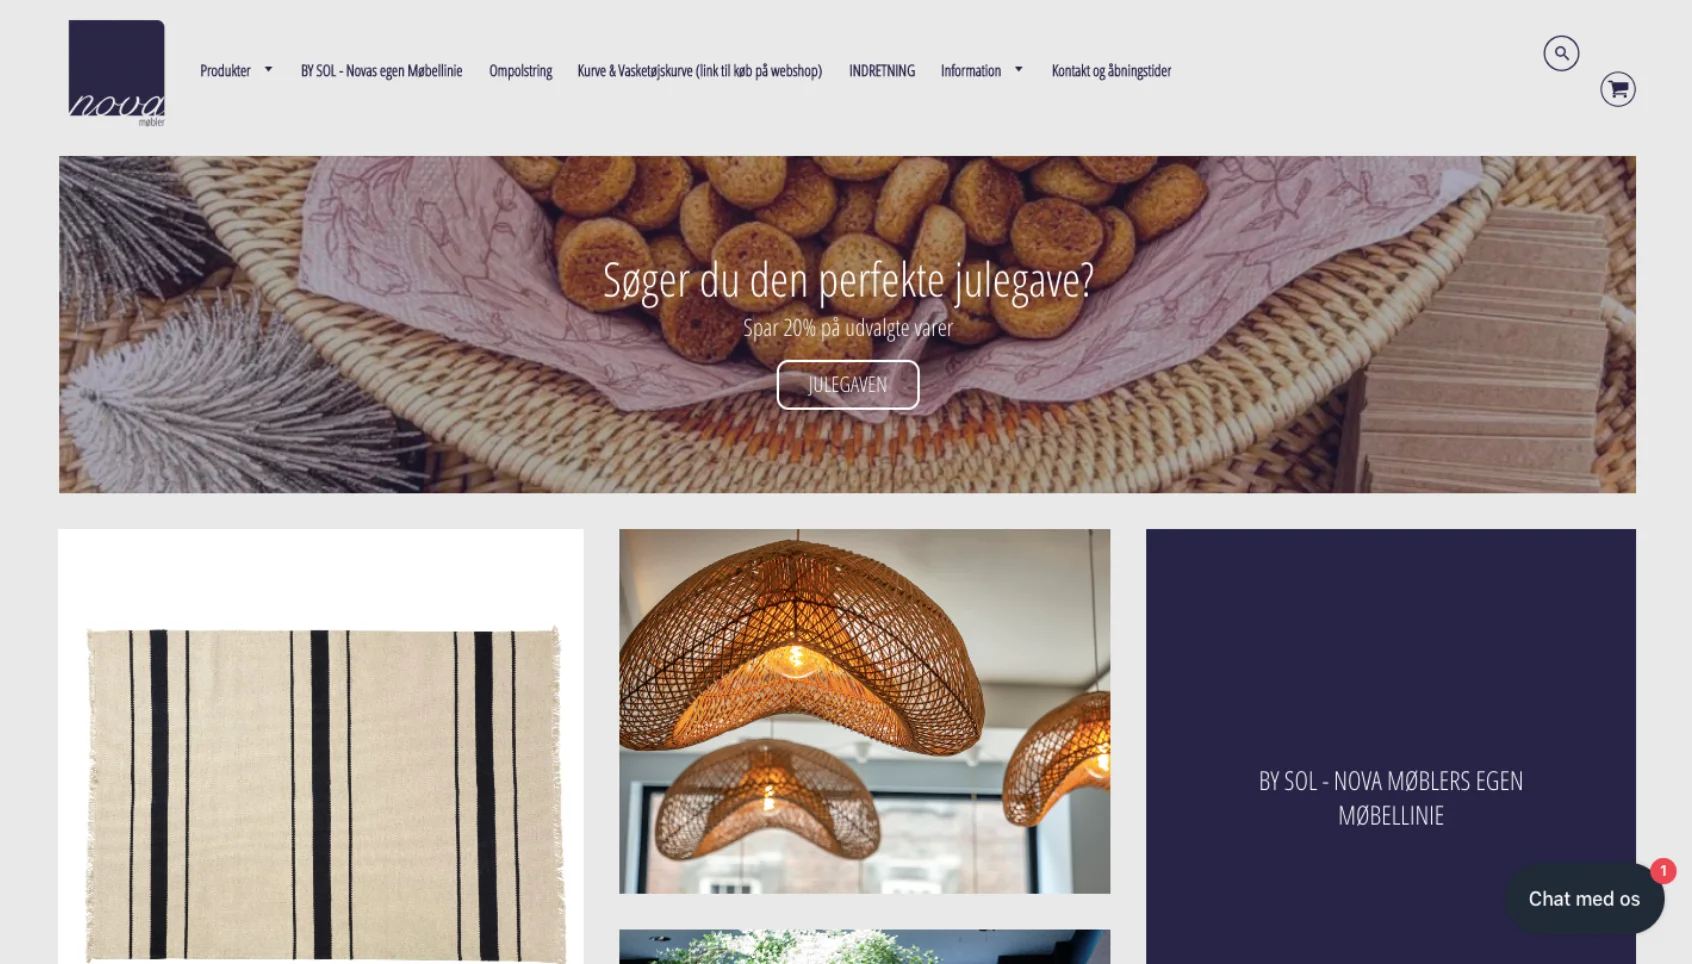 nova
møbler
Produkter
BY SOL - Novas egen Møbellinie
Ompolstring
Kurve & Vasketøjskurve (link til køb på webshop)
INDRETNING
Information
Kontakt og åbningstider
Søger du den perfekte julegave?
Spar 20% på udvalgte varer
JULEGAVEN
BY SOL - NOVA MØBLERS EGEN
MØBELLINIE
1
Chat med os